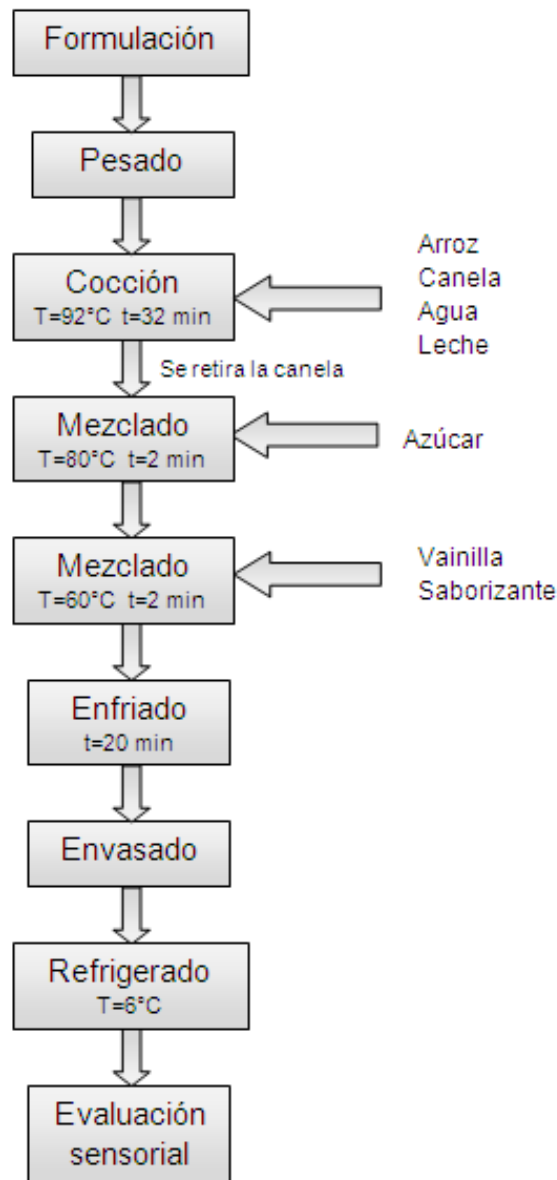 Formulación
Pesado
Cocción
T=92°C t=32 min
Arroz
Canela
Agua
Leche
Se retira la canela
Mezclado
T=80°C t=2 min
Azúcar
Mezclado
T=60°C t=2 min
Vainilla
Saborizante
Enfriado
t=20 min
Envasado
Refrigerado
T=6°C
Evaluación
sensorial